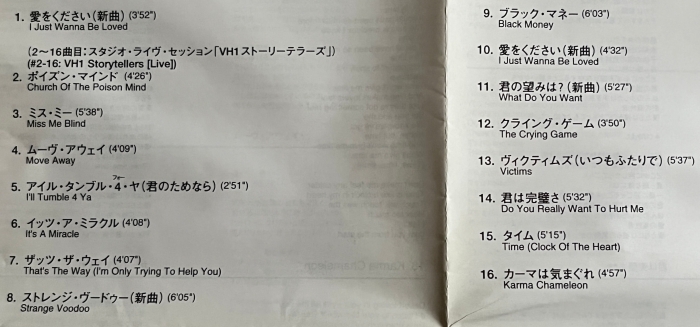 1. 愛をください(新曲) (3'52")
I Just Wanna Be Loved
(2〜16曲目:スタジオ・ライヴ・セッション「VH1ストーリーテラーズ」)
(#2-16: VH1 Storytellers [Live])
2. ポイズン・マインド (4'26")
Church Of The Poison Mind
3. ミス・ミー (5'38")
Miss Me Blind
4. ムーヴ・アウェイ (4'09")
Move Away
フォー
5. アイル・タンブル・4・ヤ(君のためなら) (2'51")
I'll Tumble 4 Ya
6. イッツ・ア・ミラクル (4'08")
It's A Miracle
7. ザッツ・ザ・ウェイ (4'07")
That's The Way (I'm Only Trying To Help You)
8. ストレンジ・ヴードゥー(新曲) (6'05")
Strange Voodoo
9. ブラック・マネー (6'03")
Black Money
10. 愛をください(新曲) (4'32")
I Just Wanna Be Loved
11. 君の望みは?(新曲) (5'27")
What Do You Want
12. クライング・ゲーム (3'50")
The Crying Game
13. ヴィクティムズ(いつもふたりで) (5'37")
Victims
14. 君は完璧さ (5'32")
Do You Really Want To Hurt Me
15. タイム (5'15")
Time (Clock Of The Heart)
16. カーマは気まぐれ (4'57")
Karma Chameleon